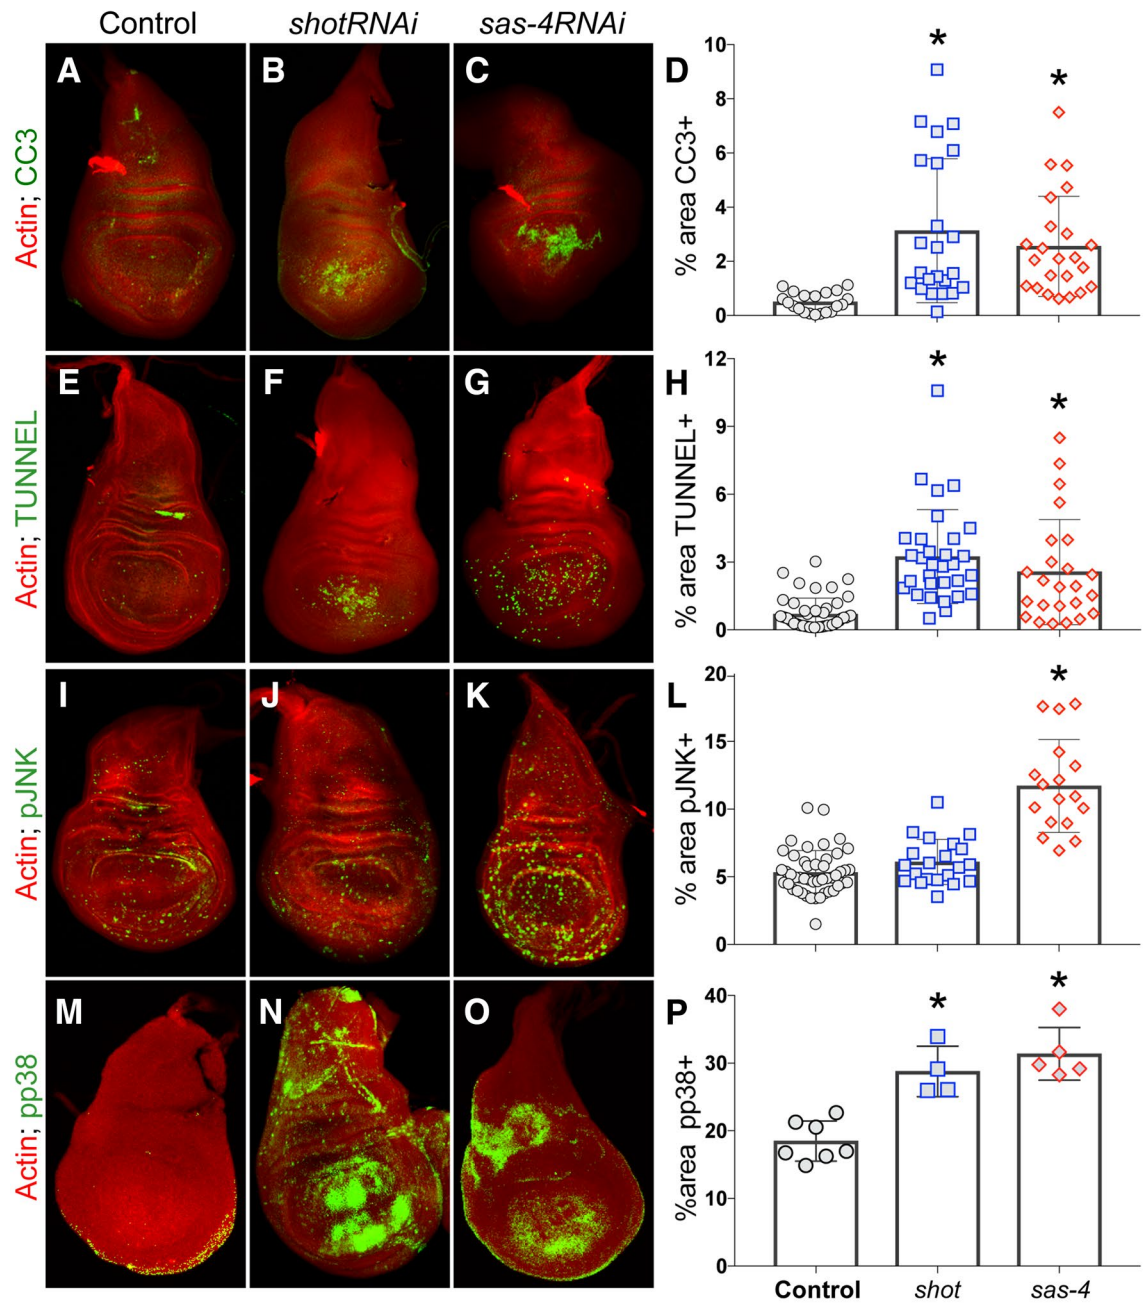 Control shotRNAi sas-4RNAi
Actin; CC3
A B C D
% area CC3+
10
8
6
4
2
0
* *
Actin; TUNNEL
E F G H
% area TUNNEL+
12
9
6
3
0
* *
Actin; pJNK
I J K L
% area pJNK+
20
15
10
5
0
*
Actin; pp38
M N O P
%area pp38+
40
30
20
10
0
* *
Control shot sas-4